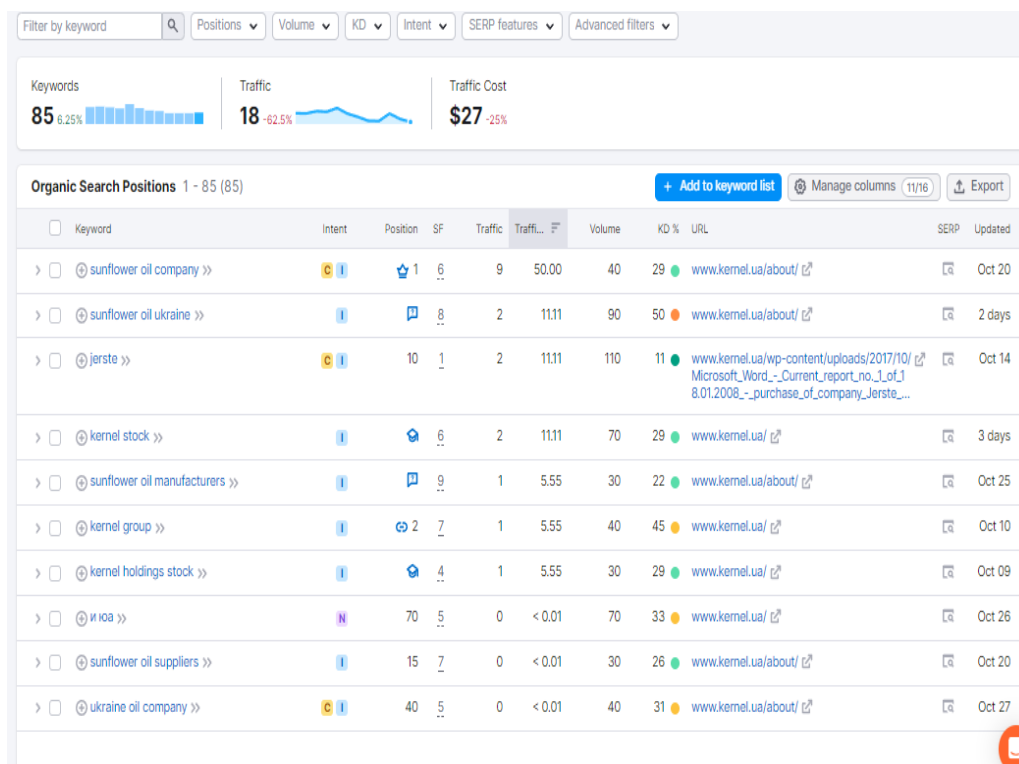 Filter by keyword Positions Volume KD Intent SERP features Advanced filters
Keywords Traffic Traffic Cost
85 6.25% 18 -62.5% $27 -25%
Organic Search Positions 1 - 85 (85) + Add to keyword list Manage columns 11/16 Export
Keyword Intent Position SF Traffic Traffi... Volume KD % URL SERP Updated
sunflower oil company C I 1 6 9 50.00 40 29 www.kernel.ua/about/ Oct 20
sunflower oil ukraine I 8 2 11.11 90 50 www.kernel.ua/about/ 2 days
jerste C I 10 1 2 11.11 110 11 www.kernel.ua/wp-content/uploads/2017/10/ Oct 14
Microsoft_Word_-_Current_report_no._1_of_1
8.01.2008_-_purchase_of_company_Jerste_...
kernel stock I 6 2 11.11 70 29 www.kernel.ua/ 3 days
sunflower oil manufacturers I 9 1 5.55 30 22 www.kernel.ua/about/ Oct 25
kernel group I 2 7 1 5.55 40 45 www.kernel.ua/ Oct 10
kernel holdings stock I 4 1 5.55 30 29 www.kernel.ua/ Oct 09
и юа N 70 5 0 < 0.01 70 33 www.kernel.ua/ Oct 26
sunflower oil suppliers I 15 7 0 < 0.01 30 26 www.kernel.ua/about/ Oct 20
ukraine oil company C I 40 5 0 < 0.01 40 31 www.kernel.ua/about/ Oct 27